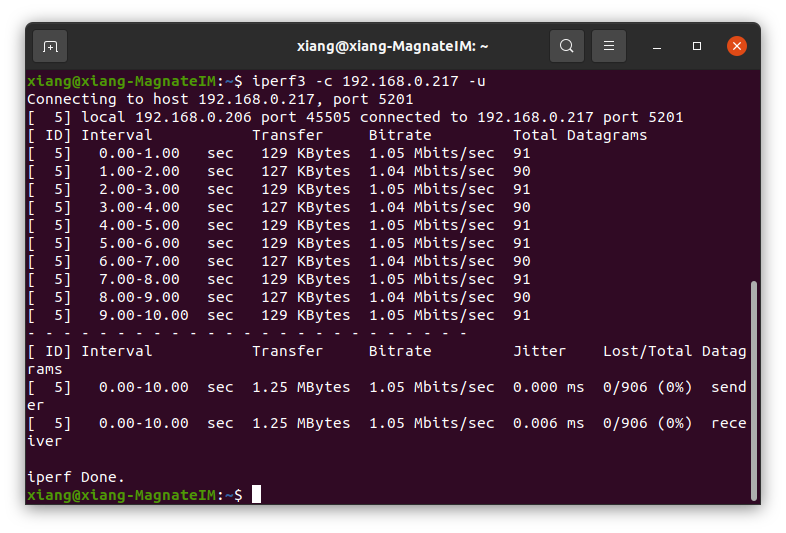 xiang@xiang-MagnateIM: ~
xiang@xiang-MagnateIM:~$ iperf3 -c 192.168.0.217 -u
Connecting to host 192.168.0.217, port 5201
[  5] local 192.168.0.206 port 45505 connected to 192.168.0.217 port 5201
[ ID] Interval           Transfer     Bitrate         Total Datagrams
[  5]   0.00-1.00   sec   129 KBytes  1.05 Mbits/sec  91
[  5]   1.00-2.00   sec   127 KBytes  1.04 Mbits/sec  90
[  5]   2.00-3.00   sec   129 KBytes  1.05 Mbits/sec  91
[  5]   3.00-4.00   sec   127 KBytes  1.04 Mbits/sec  90
[  5]   4.00-5.00   sec   129 KBytes  1.05 Mbits/sec  91
[  5]   5.00-6.00   sec   129 KBytes  1.05 Mbits/sec  91
[  5]   6.00-7.00   sec   127 KBytes  1.04 Mbits/sec  90
[  5]   7.00-8.00   sec   129 KBytes  1.05 Mbits/sec  91
[  5]   8.00-9.00   sec   127 KBytes  1.04 Mbits/sec  90
[  5]   9.00-10.00  sec   129 KBytes  1.05 Mbits/sec  91
- - - - - - - - - - - - - - - - - - - - - - - - -
[ ID] Interval           Transfer     Bitrate         Jitter    Lost/Total Datag
rams
[  5]   0.00-10.00  sec  1.25 MBytes  1.05 Mbits/sec  0.000 ms  0/906 (0%)  send
er
[  5]   0.00-10.00  sec  1.25 MBytes  1.05 Mbits/sec  0.006 ms  0/906 (0%)  rece
iver
iperf Done.
xiang@xiang-MagnateIM:~$